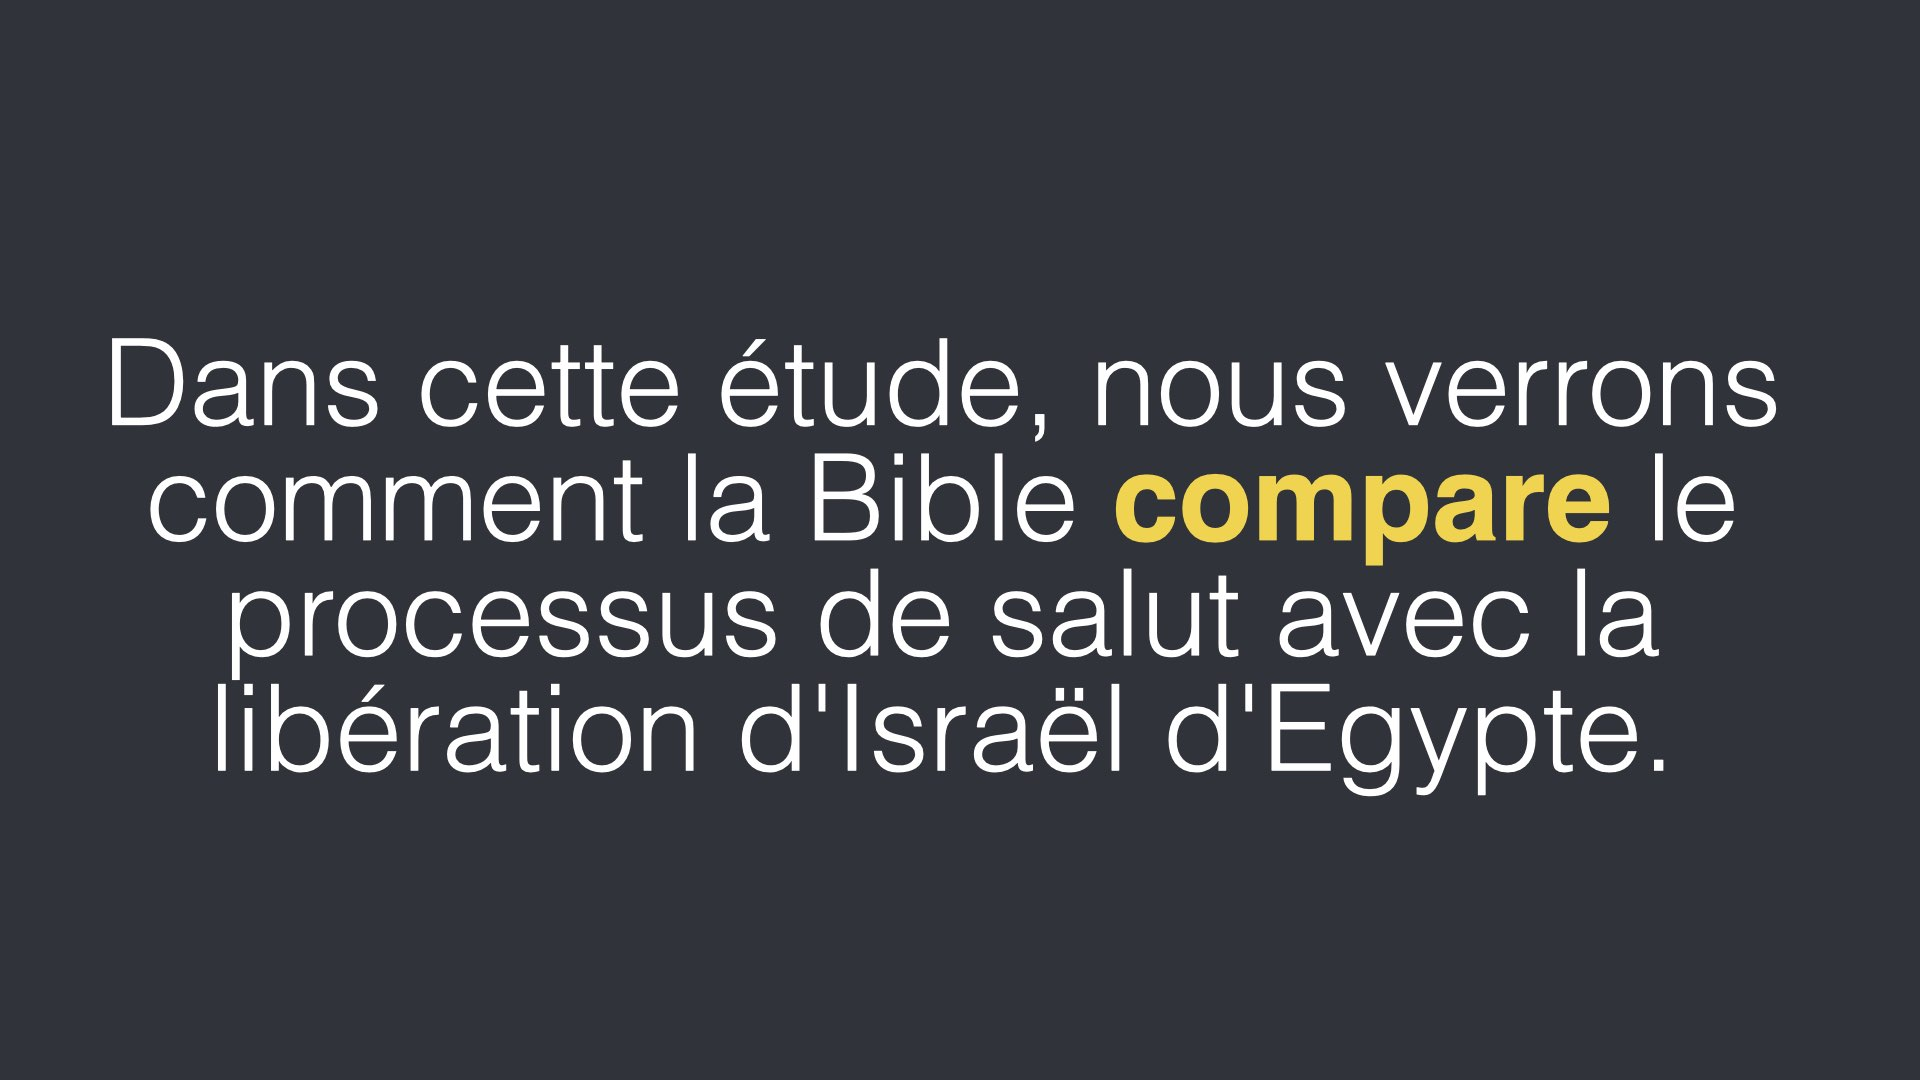 Dans cette étude, nous verrons
comment la Bible compare le
processus de salut avec la
libération d'Israël d'Egypte.